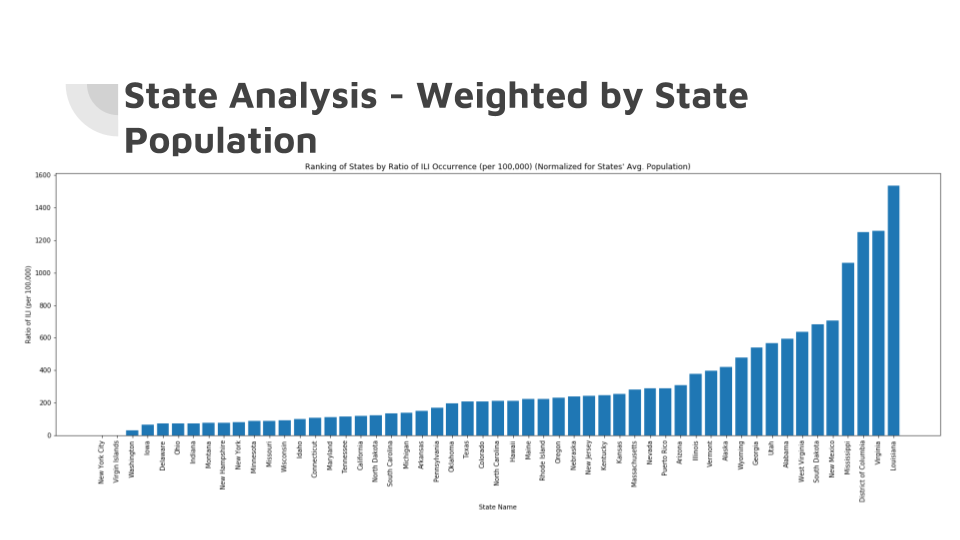 State Analysis - Weighted by State
Population
Ranking of States by Ratio of ILI Occurrence (per 100,000) (Normalized for States' Avg. Population)
Ratio of ILI (per 100,000)
1600
1400
1200
1000
800
600
400
200
0
New York City
Virgin Islands
Washington
Iowa
Delaware
Ohio
Indiana
Montana
New Hampshire
New York
Minnesota
Missouri
Wisconsin
Idaho
Connecticut
Maryland
Tennessee
California
North Dakota
South Carolina
Michigan
Arkansas
Pennsylvania
Oklahoma
Texas
Colorado
North Carolina
Hawaii
Maine
Rhode Island
Oregon
Nebraska
New Jersey
Kentucky
Kansas
Massachusetts
Nevada
Puerto Rico
Arizona
Illinois
Vermont
Alaska
Wyoming
Georgia
Utah
Alabama
West Virginia
South Dakota
New Mexico
Mississippi
District of Columbia
Virginia
Louisiana
State Name